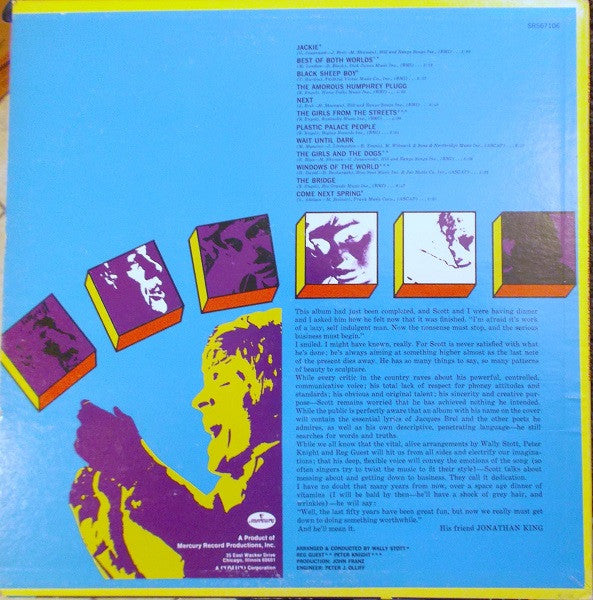 SR567106
JACKIE*
BEST OF BOTH WORLDS**
BLACK SHEEP BOY*
THE AMOROUS HUMPHREY PLUGG
NEXT
THE GIRLS FROM THE STREETS***
PLASTIC PALACE PEOPLE
WAIT UNTIL DARK
THE GIRLS AND THE DOGS**
WINDOWS OF THE WORLD***
THE BRIDGE
COME NEXT SPRING*
This album had just been completed, and Scott and I were having dinner
and I asked him how he felt now that it was finished. "I'm afraid it's work
of a lazy, self indulgent man. Now the nonsense must stop, and the serious
business must begin."
I smiled. I might have known, really. For Scott is never satisfied with what
he's done; he's always aiming at something higher almost as the last note
of the present dies away. He has so many things to say, so many patterns
of beauty to sculpture.
While every critic in the country raves about his powerful, controlled,
communicative voice; his total lack of respect for phoney attitudes and
standards; his obvious and original talent; his sincerity and creative pur-
pose—Scott remains worried that he has achieved nothing he intended.
While the public is perfectly aware that an album with his name on the cover
will contain the essential lyrics of Jacques Brel and the other poets he
admires, as well as his own descriptive, penetrating language—he still
searches for words and truths.
While we all know that the vital, alive arrangements by Wally Stott, Peter
Knight and Reg Guest will hit us from all sides and electrify our imagina-
tions; that his deep, flexible voice will convey the emotions of the song (so
often singers try to twist the music to fit their style)—Scott talks about
meaning about and getting down to business. They call it dedication.
I have no doubt that many years from now, over a space age dinner of
vitamins (I will be bald by then—he'll have a shock of grey hair, and
wrinkles)—he will say:
"Well, the last fifty years have been great fun, but now we really must get
down to doing something worthwhile."
And he'll mean it.
His friend JONATHAN KING
mercury
A Product of
Mercury Record Productions, Inc.
35 East Wacker Drive
Chicago, Illinois 60601
A Corporation
ARRANGED & CONDUCTED BY WALLY STOTT*
REG GUEST** PETER KNIGHT***
PRODUCTION: JOHN FRANZ
ENGINEER: PETER J. OLLIFF